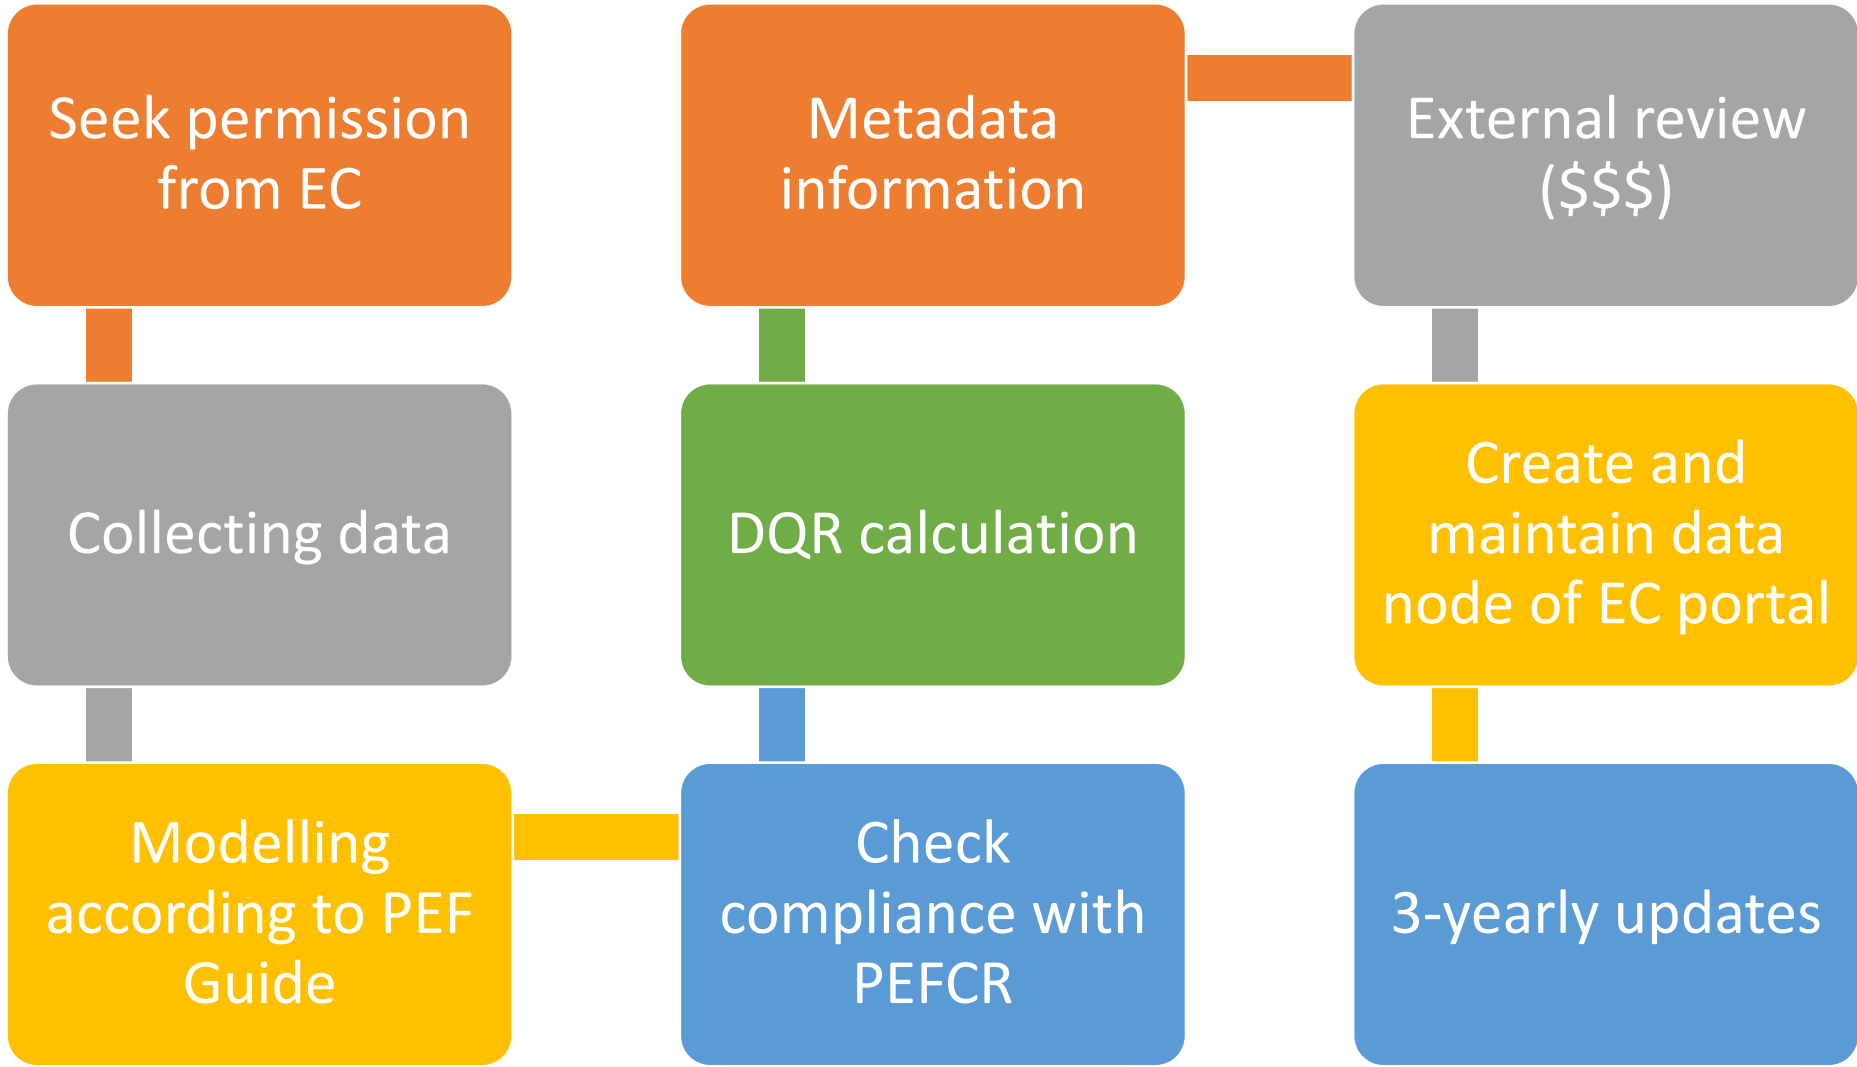 Seek permission
from EC
Collecting data
Modelling
according to PEF
Guide
Check
compliance with
PEFCR
DQR calculation
Metadata
information
External review
($$$)
Create and
maintain data
node of EC portal
3-yearly updates